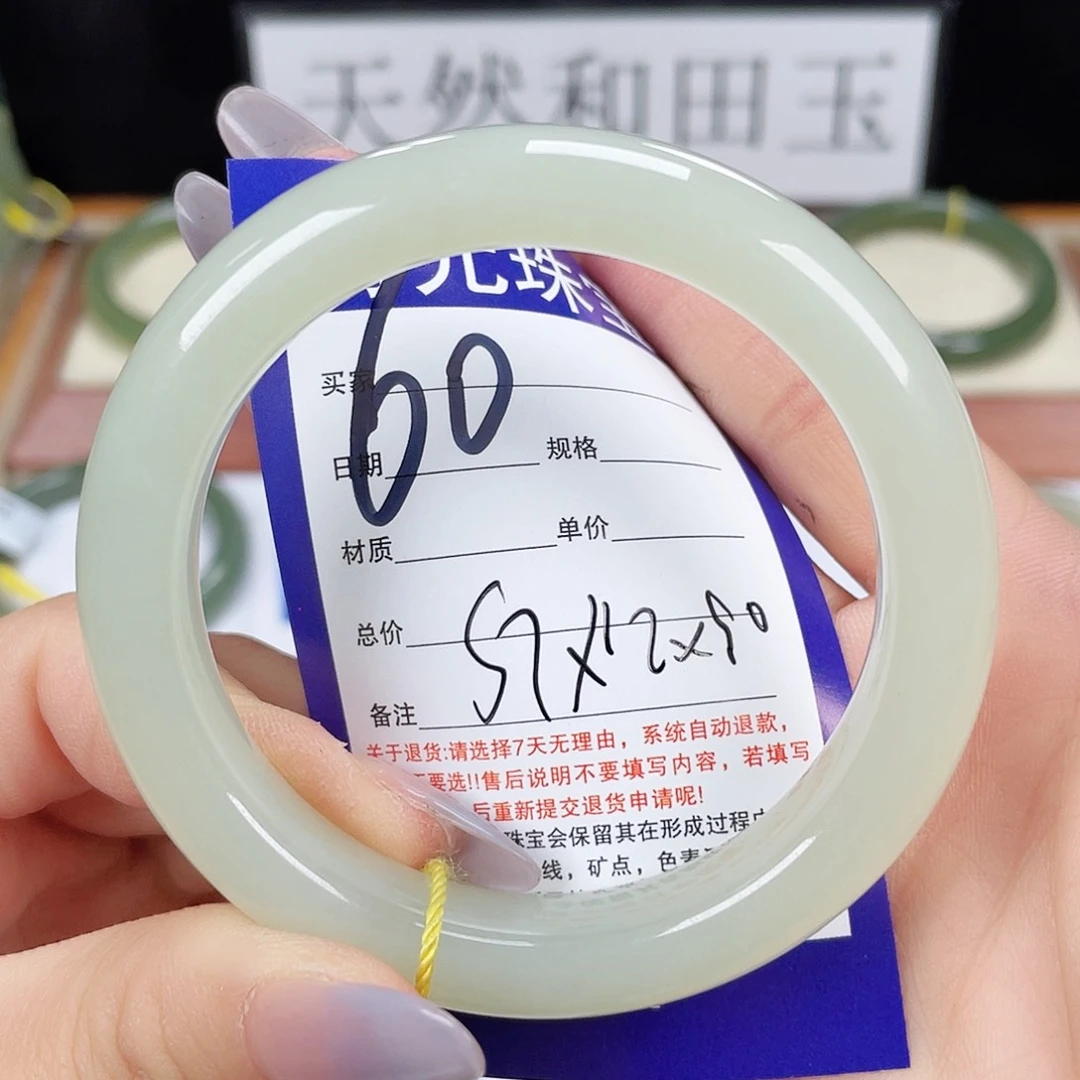 天然和田玉
元珠宝
60
买家
日期 规格
材质 单价
总价
57x112x90
备注
关于退货:请选择7天无理由，系统自动退款，
要选!!售后说明不要填写内容，若填写
后重新提交退货申请呢!
珠宝会保留其在形成过程中
线，矿点，色素